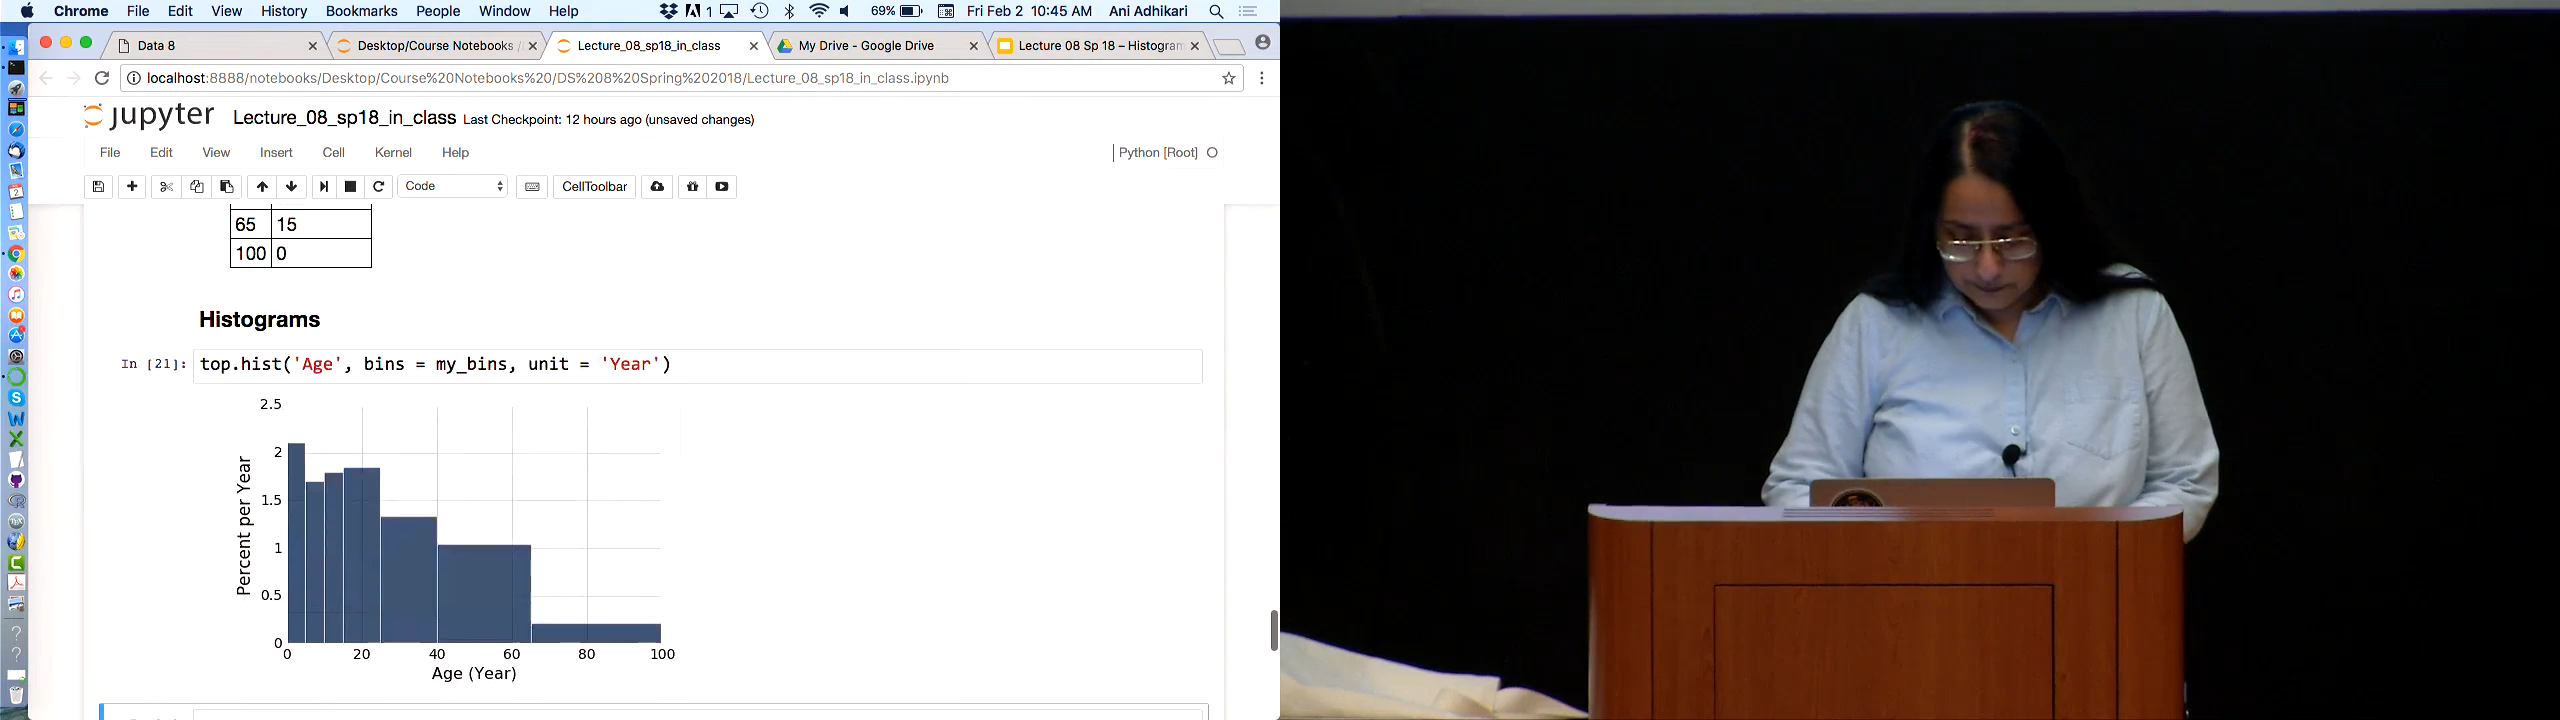 Chrome File Edit View History Bookmarks People Window Help 1 69% Fri Feb 2 10:45 AM Ani Adhikari
Data 8 Desktop/Course Notebooks / Lecture_08_sp18_in_class My Drive - Google Drive Lecture 08 Sp 18 – Histogram
localhost:8888/notebooks/Desktop/Course%20Notebooks%20/DS%208%20Spring%202018/Lecture_08_sp18_in_class.ipynb
jupyter Lecture_08_sp18_in_class Last Checkpoint: 12 hours ago (unsaved changes)
File Edit View Insert Cell Kernel Help Python [Root]
Code CellToolbar
65 15
100 0
Histograms
In [21]: top.hist('Age', bins = my_bins, unit = 'Year')
2.5
2
1.5
1
0.5
0
Percent per Year
0 20 40 60 80 100
Age (Year)